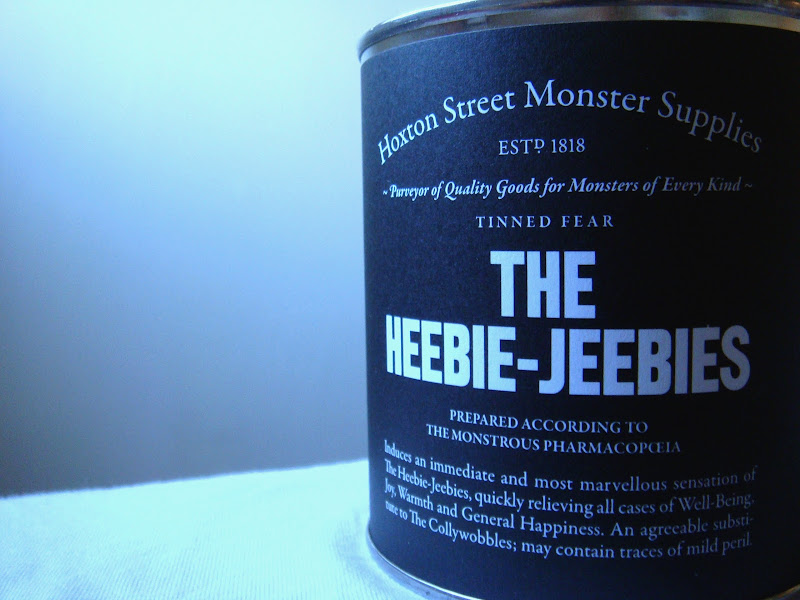 Hoxton Street Monster Supplies
ESTD 1818
~ Purveyor of Quality Goods for Monsters of Every Kind ~
TINNED FEAR
THE
HEEBIE-JEEBIES
PREPARED ACCORDING TO
THE MONSTROUS PHARMACOPŒIA
Induces an immediate and most marvellous sensation of
The Heebie-Jeebies, quickly relieving all cases of Well-Being,
Joy, Warmth and General Happiness. An agreeable substi-
tute to The Collywobbles; may contain traces of mild peril.